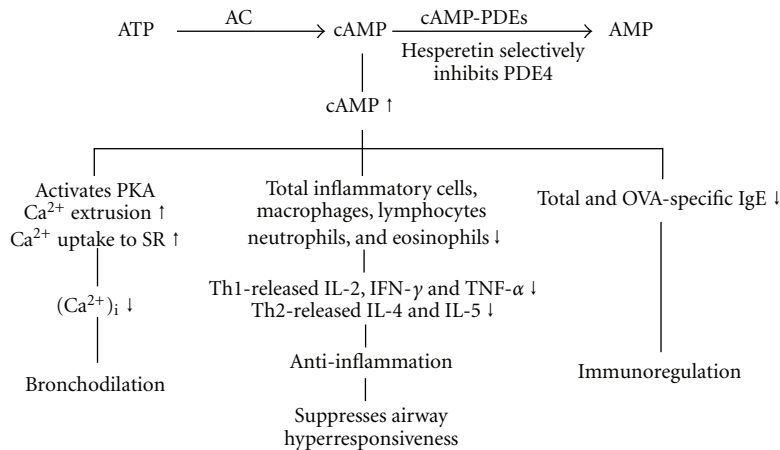 ATP AC cAMP cAMP-PDEs AMP
Hesperetin selectively
inhibits PDE4
cAMP ↑
Activates PKA
Ca²⁺ extrusion ↑
Ca²⁺ uptake to SR ↑
(Ca²⁺)ᵢ ↓
Bronchodilation
Total inflammatory cells,
macrophages, lymphocytes
neutrophils, and eosinophils ↓
Th1-released IL-2, IFN-γ and TNF-α ↓
Th2-released IL-4 and IL-5 ↓
Anti-inflammation
Suppresses airway
hyperresponsiveness
Total and OVA-specific IgE ↓
Immunoregulation